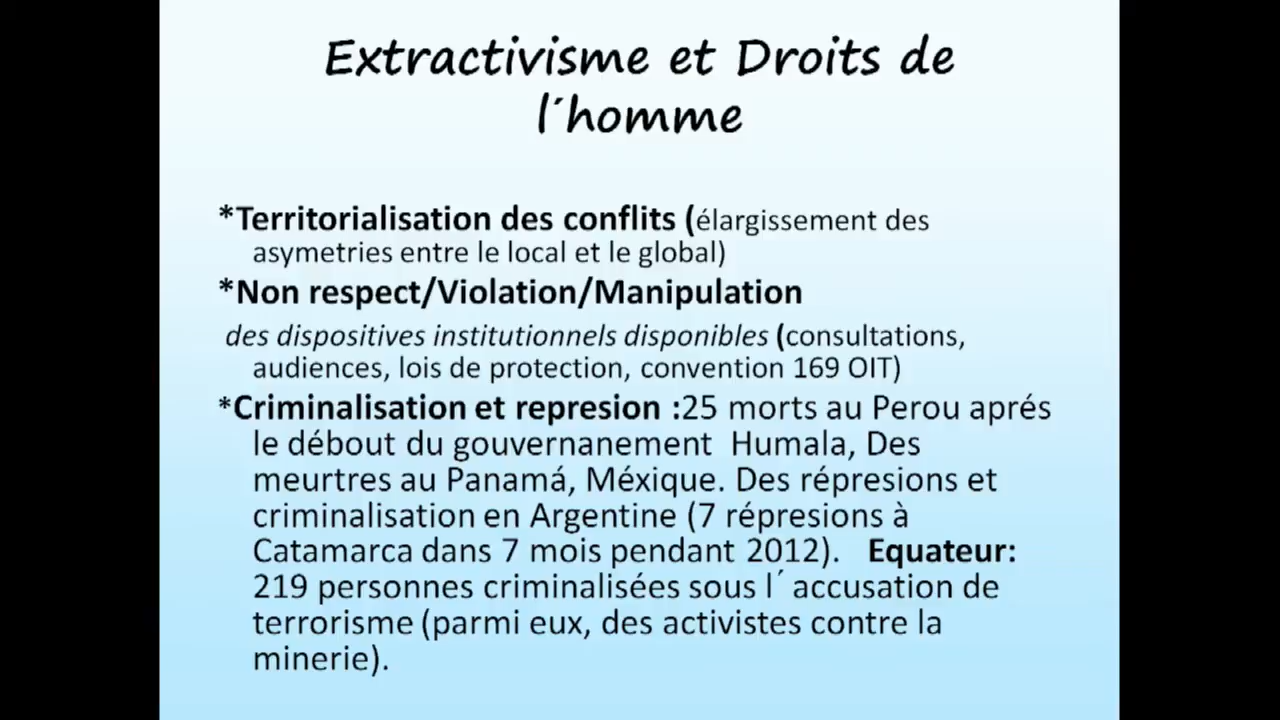 Extractivisme et Droits de
l´homme
*Territorialisation des conflits (élargissement des
asymetries entre le local et le global)
*Non respect/Violation/Manipulation
des dispositives institutionnels disponibles (consultations,
audiences, lois de protection, convention 169 OIT)
*Criminalisation et represion :25 morts au Perou aprés
le débout du gouvernanement Humala, Des
meurtres au Panamá, Méxique. Des répresions et
criminalisation en Argentine (7 répresions à
Catamarca dans 7 mois pendant 2012). Equateur:
219 personnes criminalisées sous l´ accusation de
terrorisme (parmi eux, des activistes contre la
minerie).